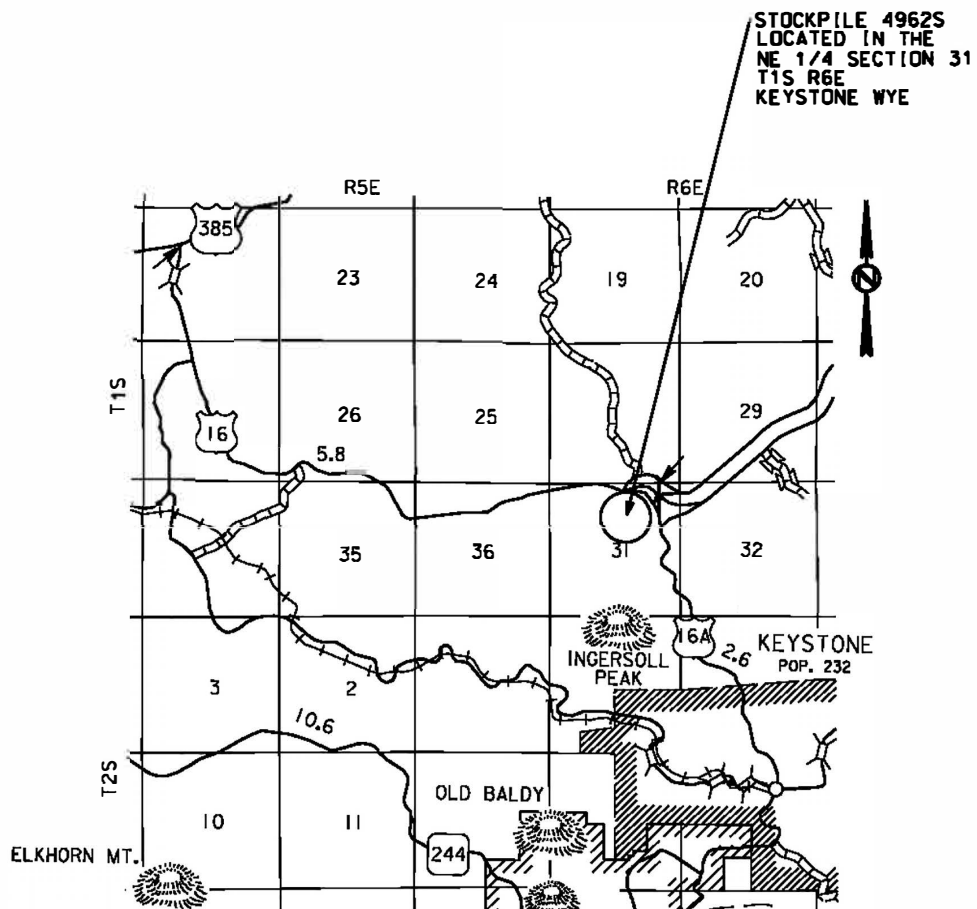 STOCKPILE 4962S
LOCATED IN THE
NE 1/4 SECTION 31
T1S R6E
KEYSTONE WYE
R5E
R6E
385
23
24
19
20
N
T1S
26
25
29
16
5.8
35
36
31
32
16A
2.6
KEYSTONE
POP. 232
INGERSOLL
PEAK
3
2
10.6
T2S
OLD BALDY
10
11
244
ELKHORN MT.